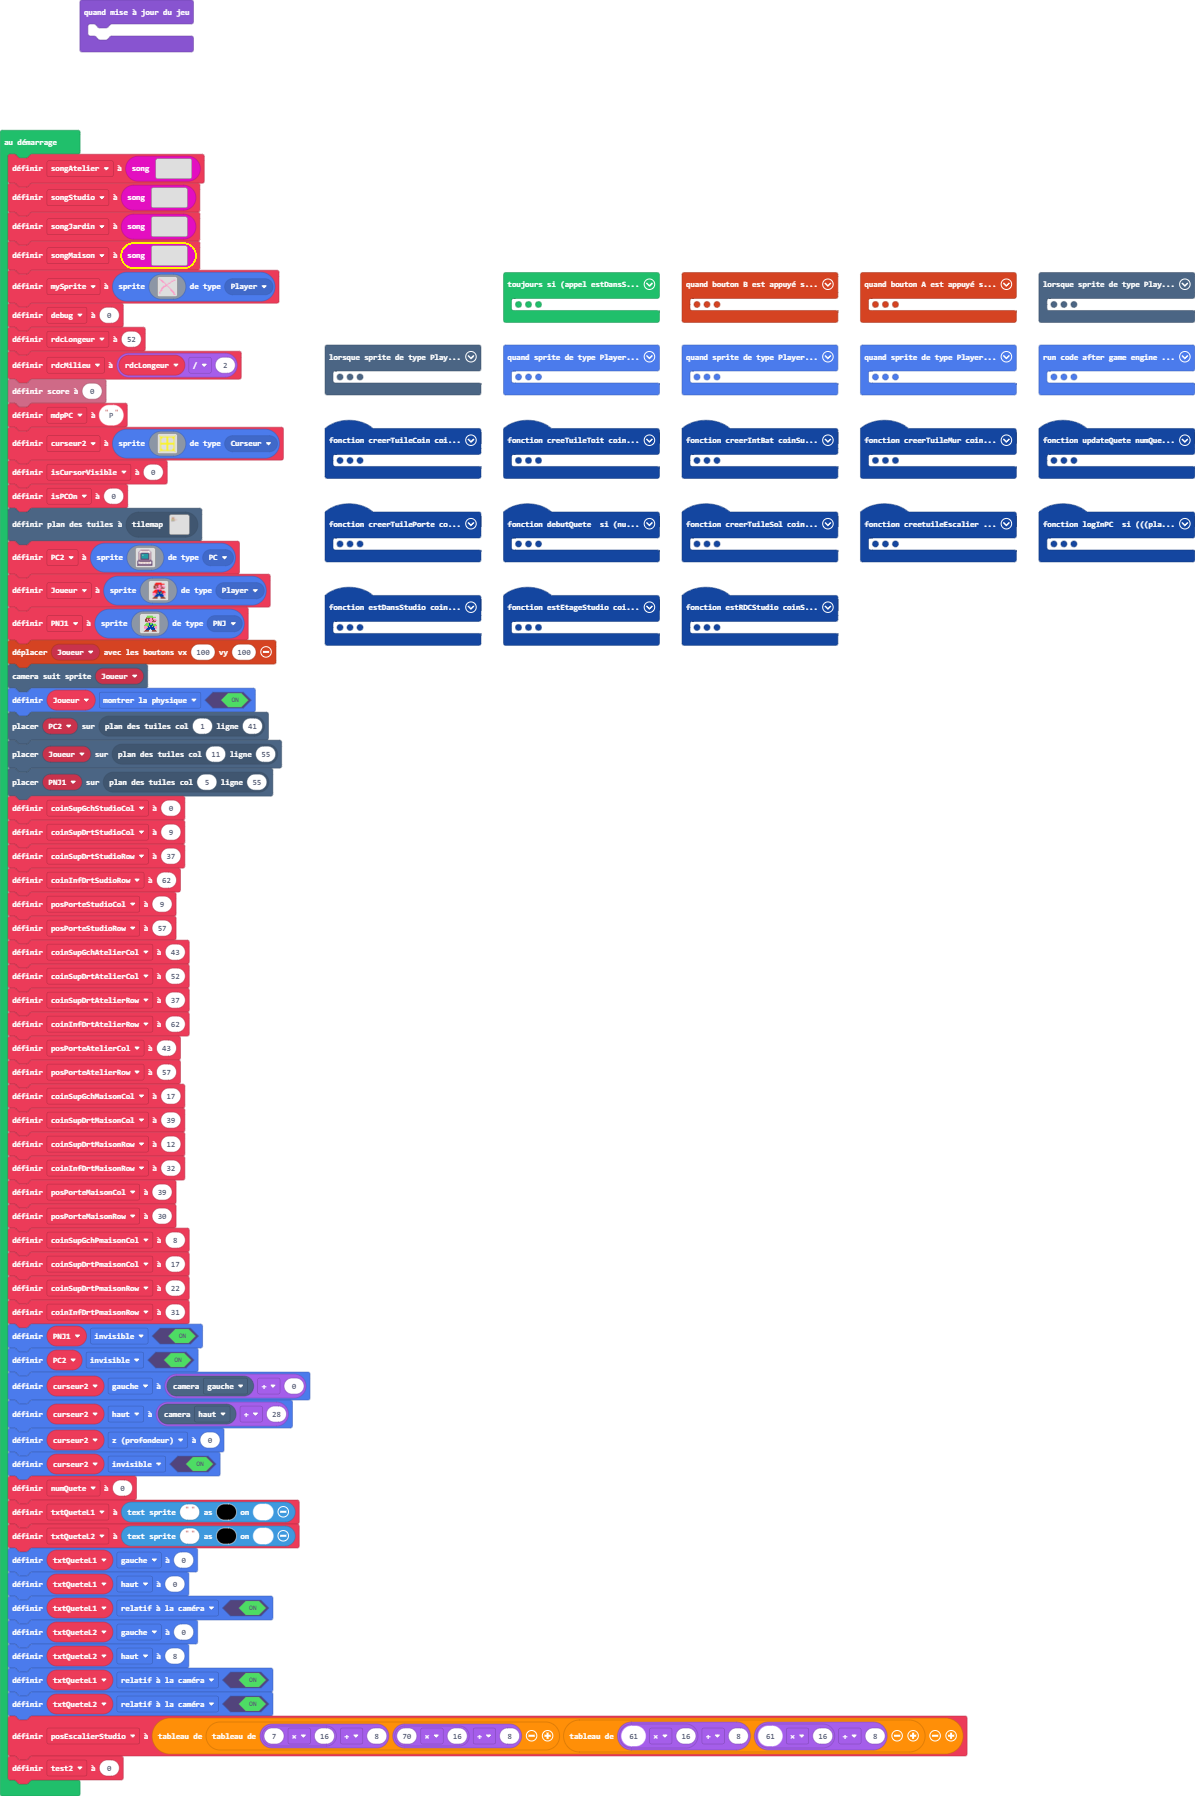 quand mise à jour du jeu
au démarrage
définir songAtelier à song
définir songStudio à song
définir songJardin à song
définir songMaison à song
définir mySprite à sprite de type Player
définir debug à 0
définir rdcLongeur à 52
définir rdcMilieu à rdcLongeur / 2
définir score à 0
définir mdpPC à "P"
définir curseur2 à sprite de type Curseur
définir isCursorVisible à 0
définir isPCOn à 0
définir plan des tuiles à tilemap
définir PC2 à sprite de type PC
définir Joueur à sprite de type Player
définir PNJ1 à sprite de type PNJ
déplacer Joueur avec les boutons vx 100 vy 100
camera suit sprite Joueur
définir Joueur montrer la physique ON
placer PC2 sur plan des tuiles col 1 ligne 41
placer Joueur sur plan des tuiles col 11 ligne 55
placer PNJ1 sur plan des tuiles col 5 ligne 55
définir coinSupGchStudioCol à 0
définir coinSupDrtStudioCol à 9
définir coinSupDrtStudioRow à 37
définir coinInfDrtSudioRow à 62
définir posPorteStudioCol à 9
définir posPorteStudioRow à 57
définir coinSupGchAtelierCol à 43
définir coinSupDrtAtelierCol à 52
définir coinSupDrtAtelierRow à 37
définir coinInfDrtAtelierRow à 62
définir posPorteAtelierCol à 43
définir posPorteAtelierRow à 57
définir coinSupGchMaisonCol à 17
définir coinSupDrtMaisonCol à 39
définir coinSupDrtMaisonRow à 12
définir coinInfDrtMaisonRow à 32
définir posPorteMaisonCol à 39
définir posPorteMaisonRow à 30
définir coinSupGchPmaisonCol à 8
définir coinSupDrtPmaisonCol à 17
définir coinSupDrtPmaisonRow à 22
définir coinInfDrtPmaisonRow à 31
définir PNJ1 invisible ON
définir PC2 invisible ON
définir curseur2 gauche à camera gauche + 0
définir curseur2 haut à camera haut + 28
définir curseur2 z (profondeur) à 0
définir curseur2 invisible ON
définir numQuete à 0
définir txtQueteL1 à text sprite " " as on
définir txtQueteL2 à text sprite " " as on
définir txtQueteL1 gauche à 0
définir txtQueteL1 haut à 0
définir txtQueteL1 relatif à la caméra ON
définir txtQueteL2 gauche à 0
définir txtQueteL2 haut à 8
définir txtQueteL1 relatif à la caméra ON
définir txtQueteL2 relatif à la caméra ON
définir posEscalierStudio à tableau de tableau de 7 × 16 + 8 70 × 16 + 8 tableau de 61 × 16 + 8 61 × 16 + 8
définir test2 à 0
toujours si (appel estDansS...
quand bouton B est appuyé s...
quand bouton A est appuyé s...
lorsque sprite de type Play...
lorsque sprite de type Play...
quand sprite de type Player...
quand sprite de type Player...
quand sprite de type Player...
run code after game engine ...
fonction creerTuileCoin coi...
fonction creeTuileToit coin...
fonction creerIntBat coinSu...
fonction creerTuileMur coin...
fonction updateQuete numQue...
fonction creerTuilePorte co...
fonction debutQuete si (nu...
fonction creerTuileSol coin...
fonction creetuileEscalier ...
fonction logInPC si (((pla...
fonction estDansStudio coin...
fonction estEtageStudio coi...
fonction estRDCStudio coinS...